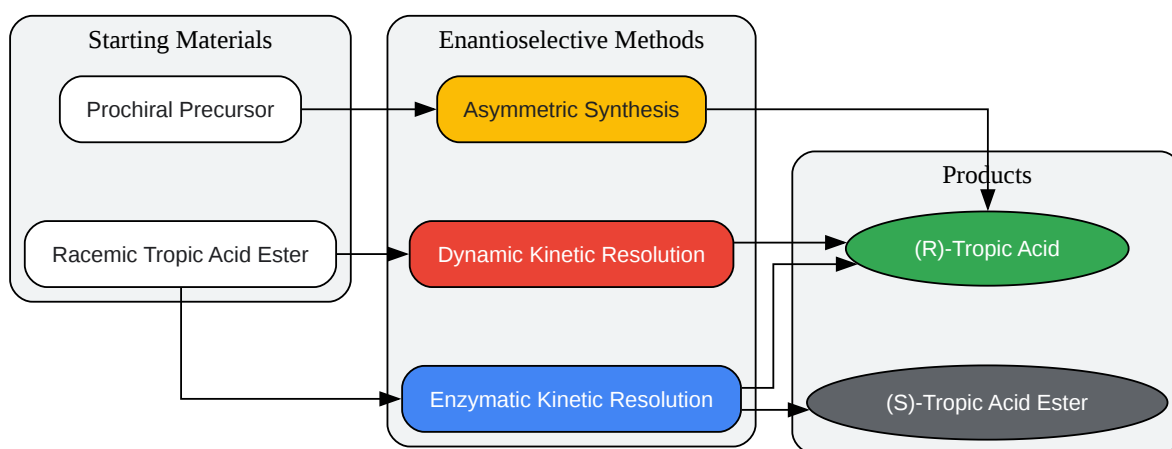 Starting Materials
Enantioselective Methods
Prochiral Precursor
Asymmetric Synthesis
Products
Racemic Tropic Acid Ester
Dynamic Kinetic Resolution
(R)-Tropic Acid
Enzymatic Kinetic Resolution
(S)-Tropic Acid Ester